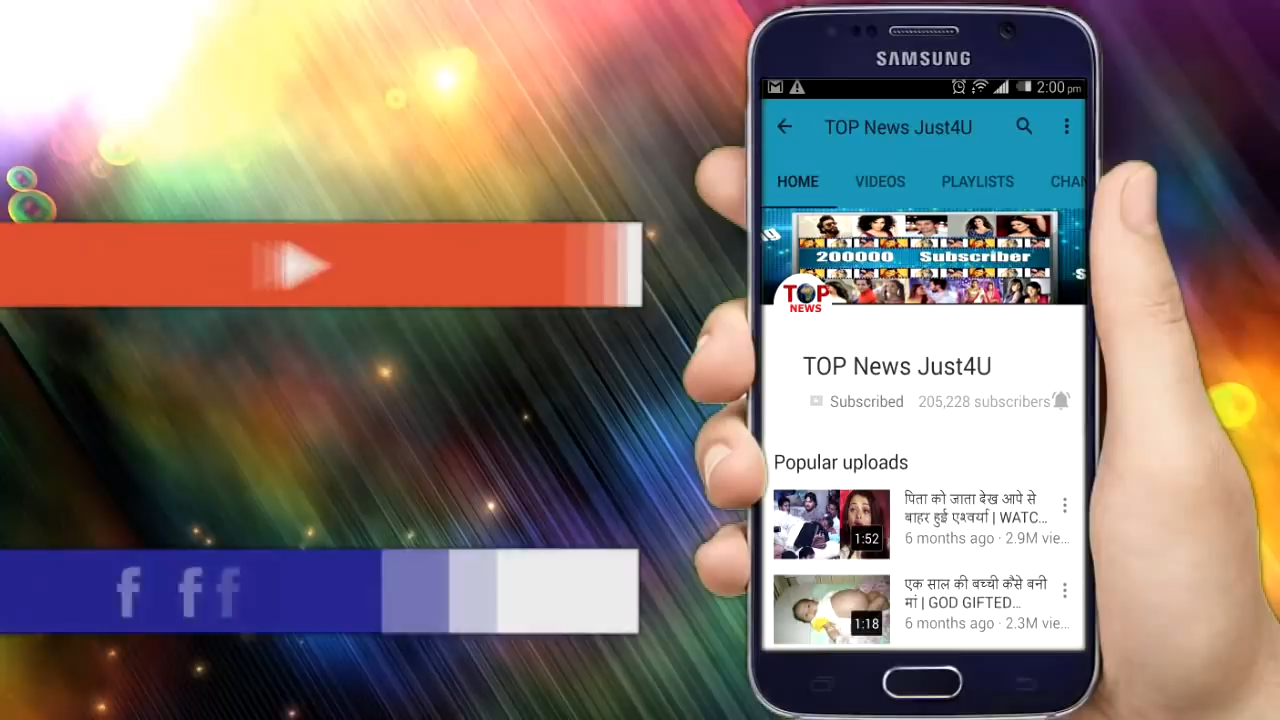 SAMSUNG
2:00 pm
TOP News Just4U
HOME VIDEOS PLAYLISTS CHAN
200000 Subscriber
TOP
NEWS
TOP News Just4U
Subscribed 205,228 subscribers
Popular uploads
पिता को जाता देख आपे से
बाहर हुई एश्वर्या | WATC...
6 months ago · 2.9M vie...
1:52
एक साल की बच्ची कैसे बनी
मां | GOD GIFTED...
6 months ago · 2.3M vie...
1:18
f f f